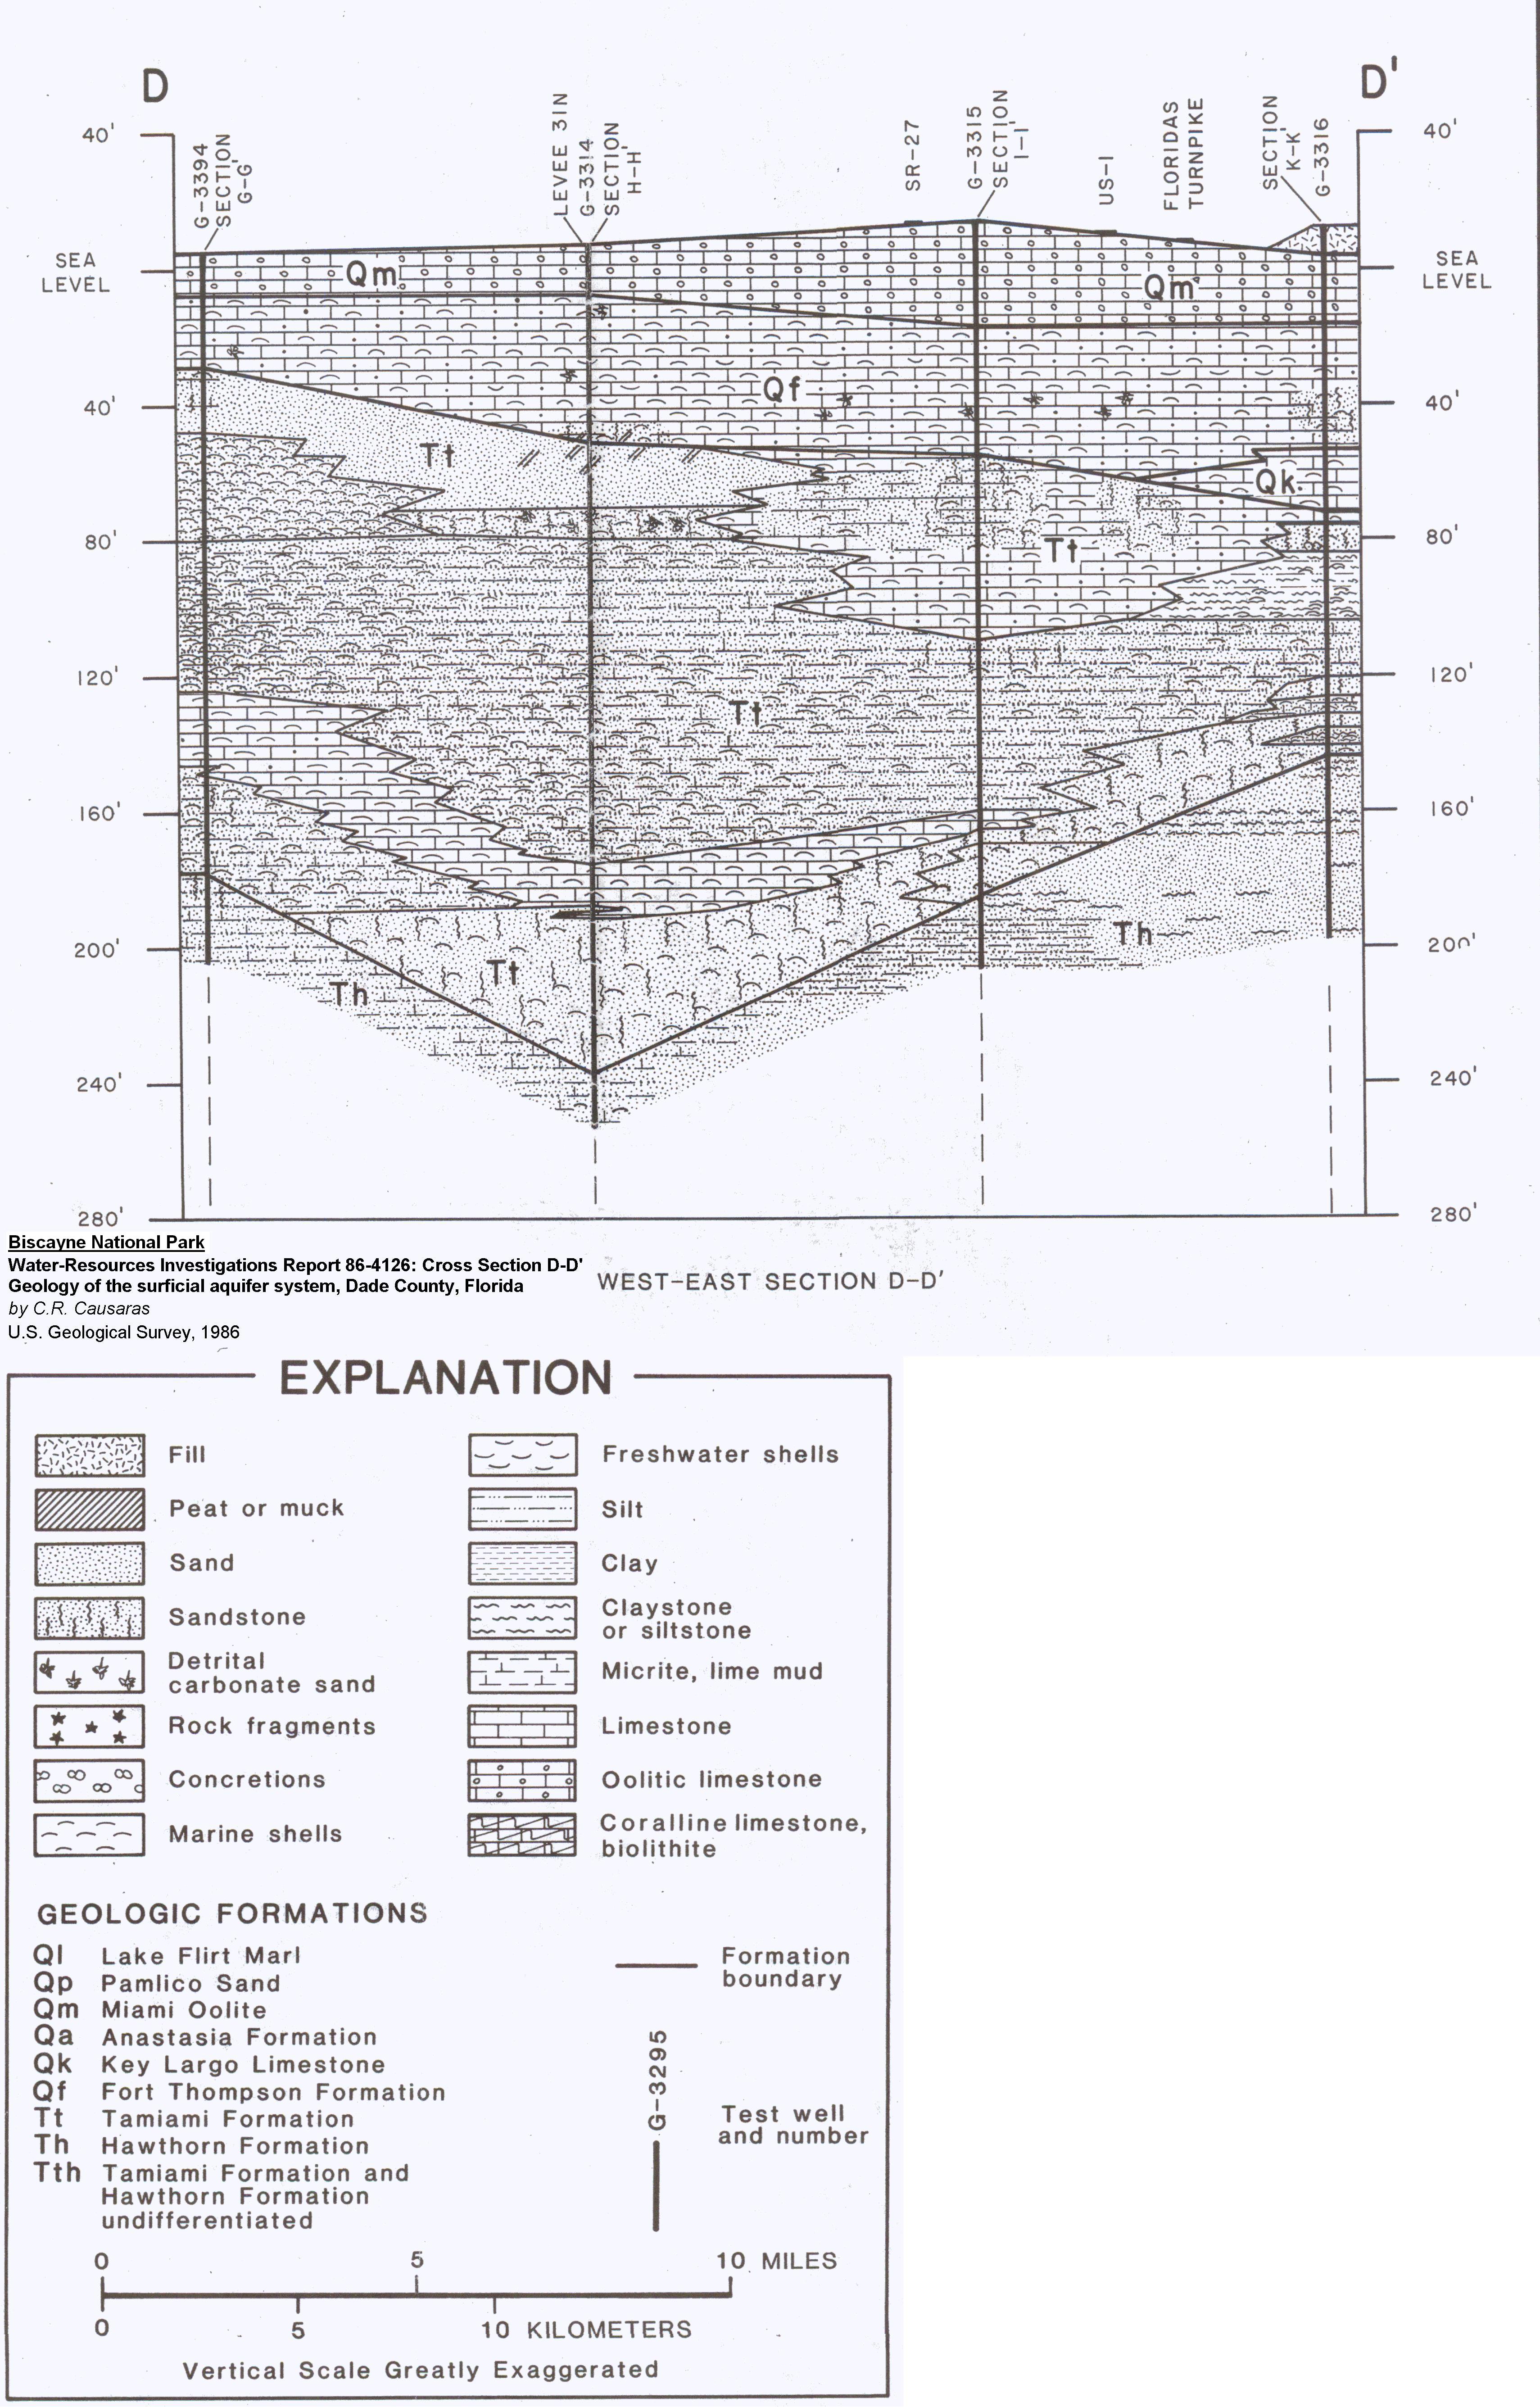 D
D'
G-3394
SECTION
G-G'
LEVEE 31N
G-3314
SECTION
H-H'
SR-27
G-3315
SECTION
I-I'
US-1
FLORIDAS
TURNPIKE
SECTION
K-K'
G-3316
40'
SEA
LEVEL
40'
80'
120'
160'
200'
240'
280'
40'
SEA
LEVEL
40'
80'
120'
160'
200'
240'
280'
Qm
Qm
Qf
Tt
Qk
Tt
Tt
Tt
Th
Th
Biscayne National Park
Water-Resources Investigations Report 86-4126: Cross Section D-D'
Geology of the surficial aquifer system, Dade County, Florida
by C.R. Causaras
U.S. Geological Survey, 1986
WEST-EAST SECTION D-D'
EXPLANATION
Fill
Peat or muck
Sand
Sandstone
Detrital
carbonate sand
Rock fragments
Concretions
Marine shells
Freshwater shells
Silt
Clay
Claystone
or siltstone
Micrite, lime mud
Limestone
Oolitic limestone
Coralline limestone,
biolithite
GEOLOGIC FORMATIONS
Ql Lake Flirt Marl
Qp Pamlico Sand
Qm Miami Oolite
Qa Anastasia Formation
Qk Key Largo Limestone
Qf Fort Thompson Formation
Tt Tamiami Formation
Th Hawthorn Formation
Tth Tamiami Formation and
Hawthorn Formation
undifferentiated
Formation
boundary
G-3295
Test well
and number
0 5 10 MILES
0 5 10 KILOMETERS
Vertical Scale Greatly Exaggerated